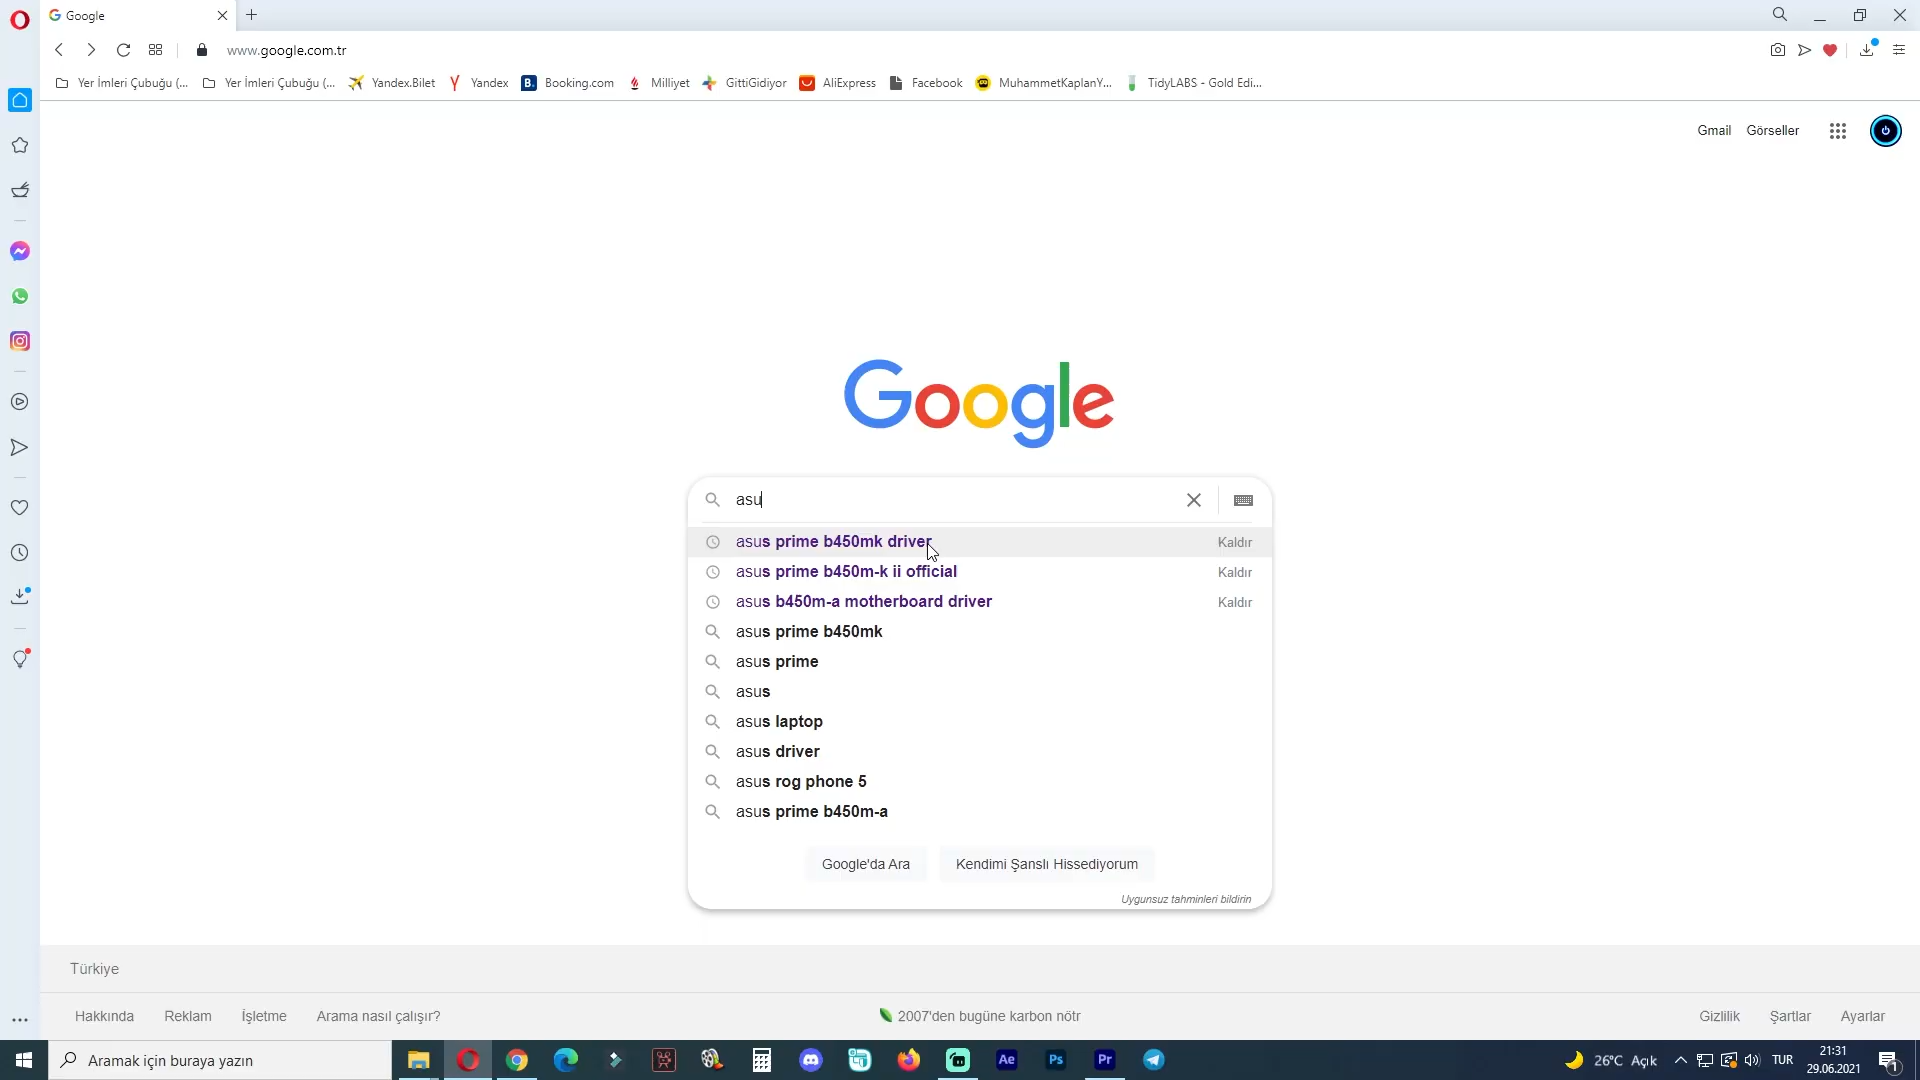 Google
www.google.com.tr
Yer İmleri Çubuğu (... Yer İmleri Çubuğu (... Yandex.Bilet Yandex Booking.com Milliyet GittiGidiyor AliExpress Facebook MuhammetKaplanY... TidyLABS - Gold Edi...
Gmail Görseller
Google
asu
asus prime b450mk driver Kaldır
asus prime b450m-k ii official Kaldır
asus b450m-a motherboard driver Kaldır
asus prime b450mk
asus prime
asus
asus laptop
asus driver
asus rog phone 5
asus prime b450m-a
Google'da Ara Kendimi Şanslı Hissediyorum
Uygunsuz tahminleri bildirin
Türkiye
Hakkında Reklam İşletme Arama nasıl çalışır? 2007'den bugüne karbon nötr Gizlilik Şartlar Ayarlar
Aramak için buraya yazın Ae Ps Pr 26°C Açık TUR 21:31
29.06.2021 1